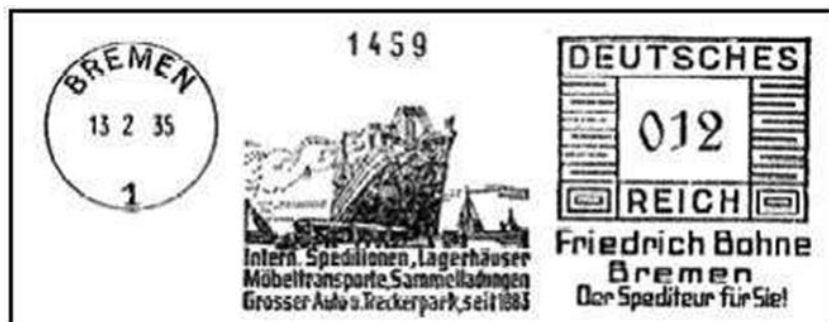 BREMEN
13 2 35
1
1459
Intern. Speditionen, Lagerhäuser
Möbeltransporte, Sammelladungen
Grosser Auto u. Treckerpark, seit 1883
DEUTSCHES
012
REICH
Friedrich Bohne
Bremen
Der Spediteur für Sie!